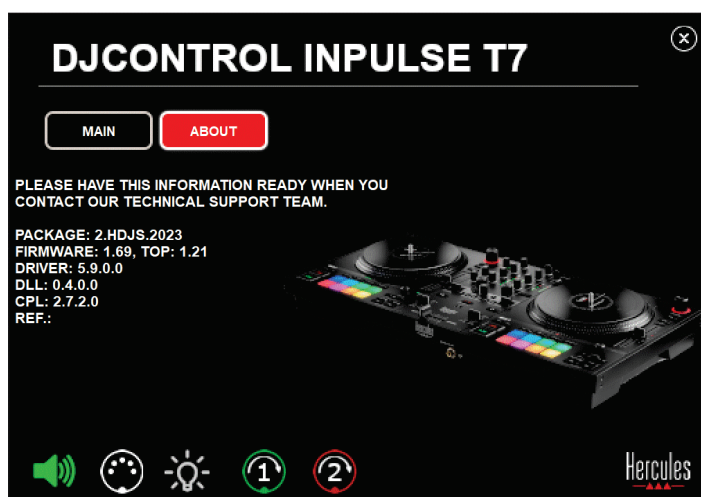 DJCONTROL INPULSE T7
MAIN
ABOUT
PLEASE HAVE THIS INFORMATION READY WHEN YOU
CONTACT OUR TECHNICAL SUPPORT TEAM.
PACKAGE: 2.HDJS.2023
FIRMWARE: 1.69, TOP: 1.21
DRIVER: 5.9.0.0
DLL: 0.4.0.0
CPL: 2.7.2.0
REF.:
1
2
Hercules